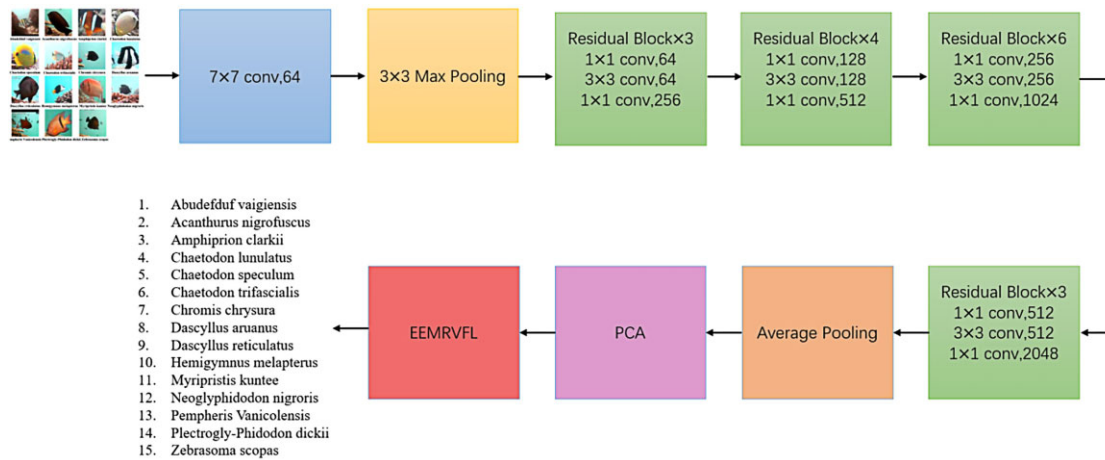 7×7 conv,64
3×3 Max Pooling
Residual Block×3
1×1 conv,64
3×3 conv,64
1×1 conv,256
Residual Block×4
1×1 conv,128
3×3 conv,128
1×1 conv,512
Residual Block×6
1×1 conv,256
3×3 conv,256
1×1 conv,1024
Residual Block×3
1×1 conv,512
3×3 conv,512
1×1 conv,2048
Average Pooling
PCA
EEMRVFL
1. Abudefduf vaigiensis
2. Acanthurus nigrofuscus
3. Amphiprion clarkii
4. Chaetodon lunulatus
5. Chaetodon speculum
6. Chaetodon trifascialis
7. Chromis chrysura
8. Dascyllus aruanus
9. Dascyllus reticulatus
10. Hemigymnus melapterus
11. Myripristis kuntee
12. Neoglyphidodon nigroris
13. Pempheris Vanicolensis
14. Plectrogly-Phidodon dickii
15. Zebrasoma scopas